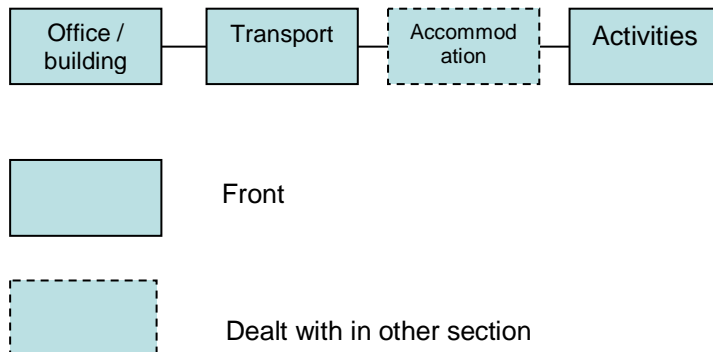 Office /
building
Transport
Accommod
ation
Activities
Front
Dealt with in other section